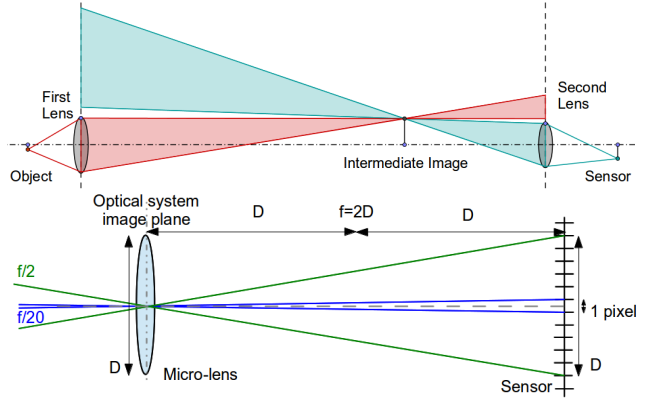 First
Lens
Second
Lens
Object
Intermediate Image
Sensor
Optical system
image plane
D
f=2D
D
f/2
f/20
1 pixel
D
D
Micro-lens
Sensor